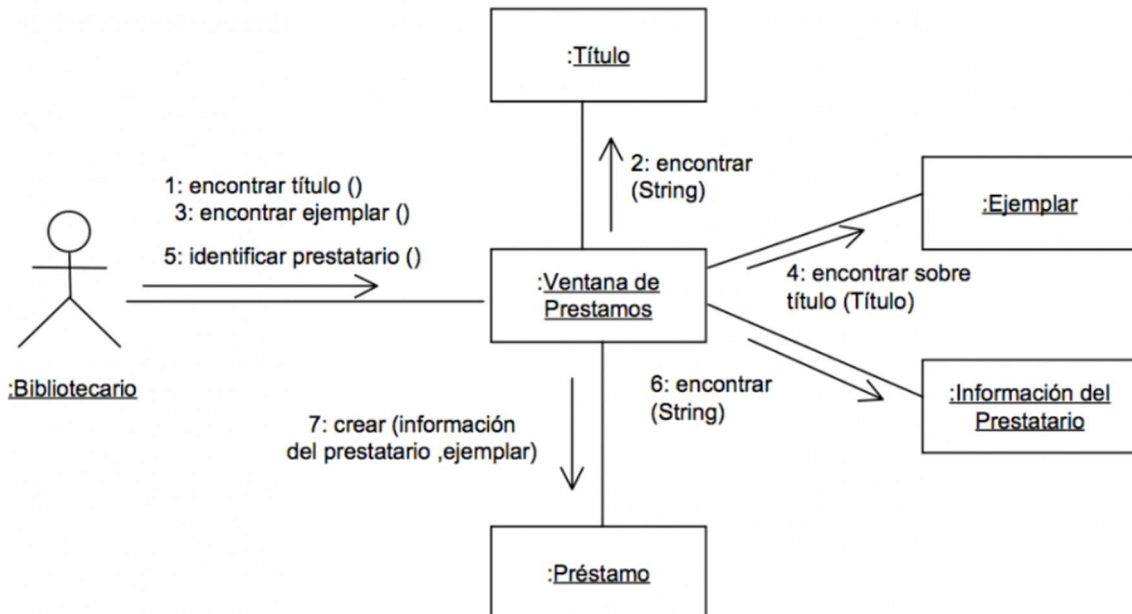 :Título
2: encontrar
(String)
1: encontrar título ()
3: encontrar ejemplar ()
5: identificar prestatario ()
:Ejemplar
:Ventana de
Prestamos
4: encontrar sobre
título (Título)
:Bibliotecario
6: encontrar
(String)
:Información del
Prestatario
7: crear (información
del prestatario ,ejemplar)
:Préstamo